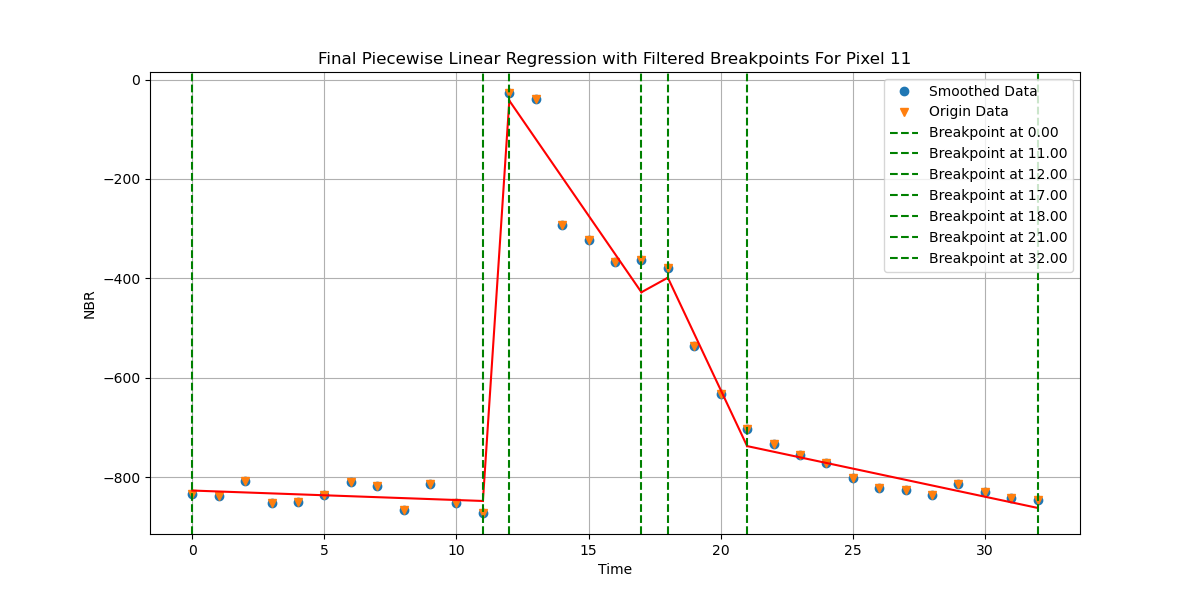 Final Piecewise Linear Regression with Filtered Breakpoints For Pixel 11
Smoothed Data
Origin Data
Breakpoint at 0.00
Breakpoint at 11.00
Breakpoint at 12.00
Breakpoint at 17.00
Breakpoint at 18.00
Breakpoint at 21.00
Breakpoint at 32.00
NBR
0
−200
−400
−600
−800
0 5 10 15 20 25 30
Time